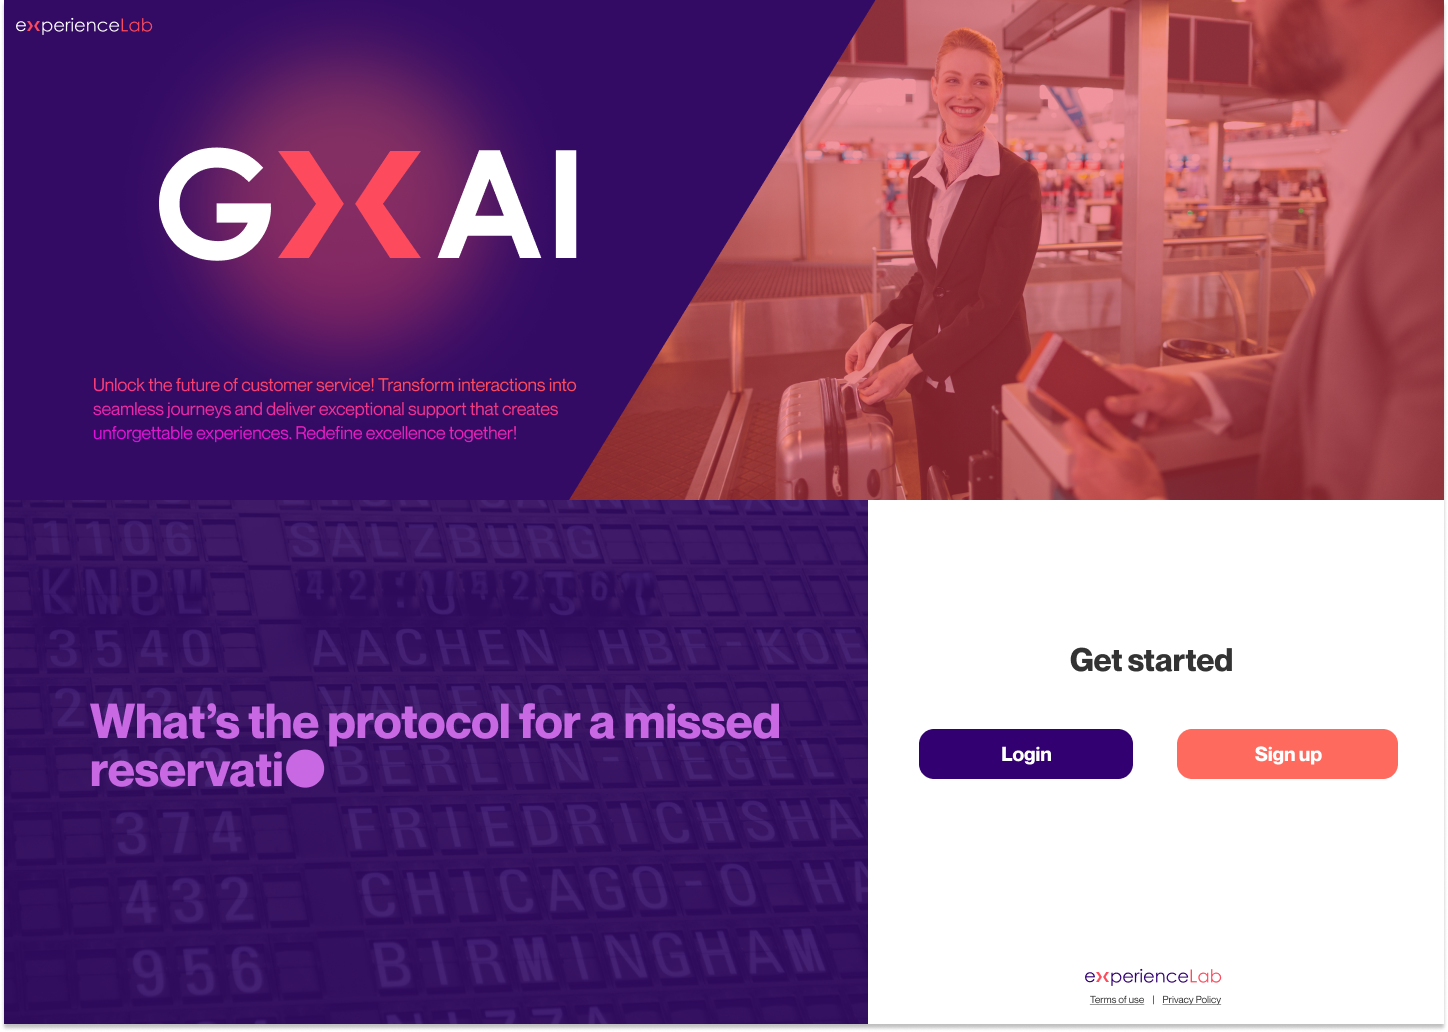 experienceLab
GXAI
Unlock the future of customer service! Transform interactions into
seamless journeys and deliver exceptional support that creates
unforgettable experiences. Redefine excellence together!
1106 SALZBURG
3540 AACHEN HBF-KOE
2424 VALENCIA
What’s the protocol for a missed
reservati
BERLIN TEGEL
374 FRIEDRICHSHA
432 CHICAGO-O HA
956 BIRMINGHAM
NIZZA
Get started
Login
Sign up
experienceLab
Terms of use | Privacy Policy